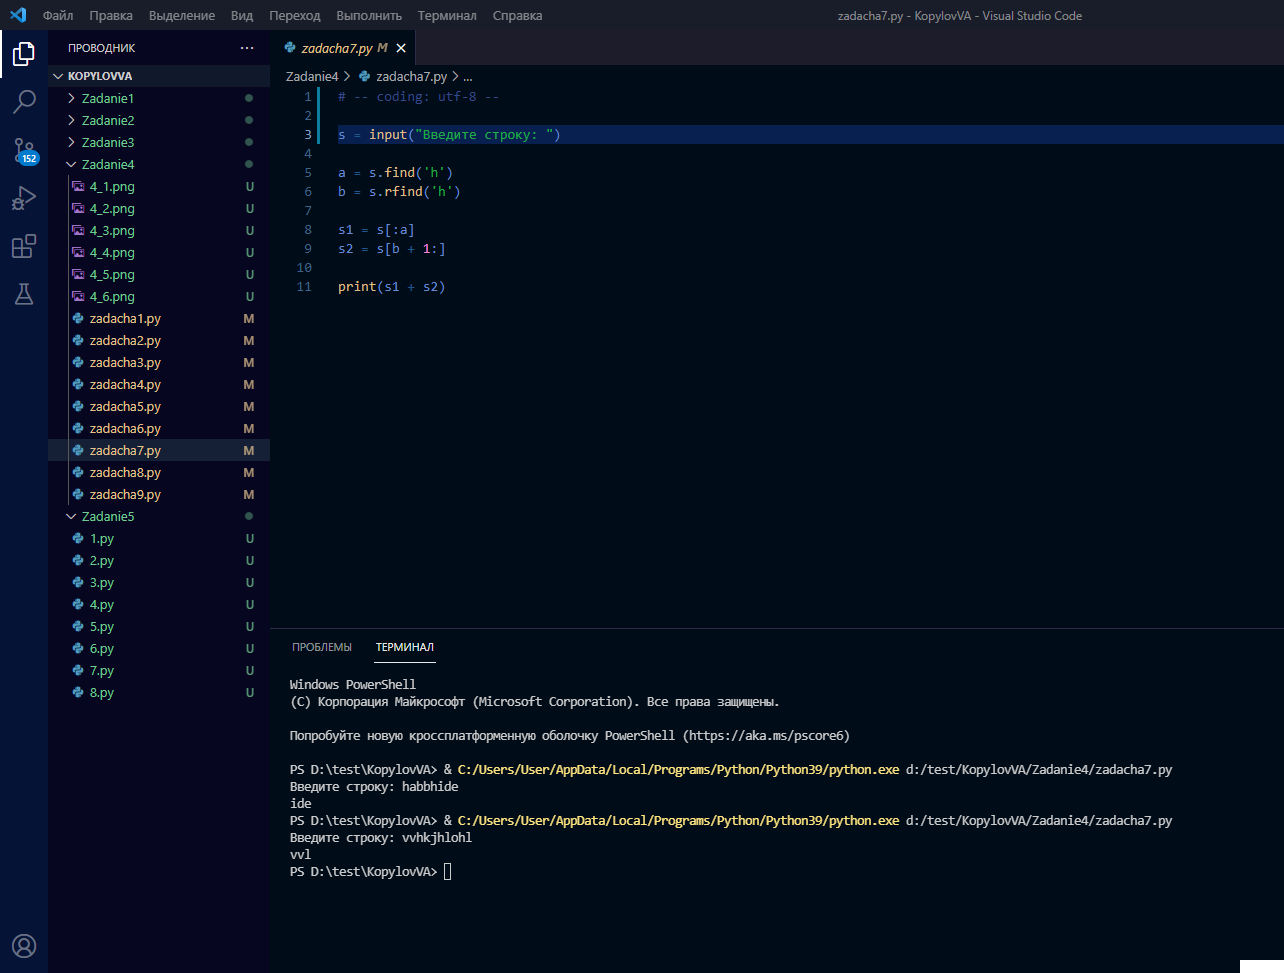 Файл Правка Выделение Вид Переход Выполнить Терминал Справка zadacha7.py - KopylovVA - Visual Studio Code
ПРОВОДНИК ...
KOPYLOVVA
Zadanie1
Zadanie2
Zadanie3
Zadanie4
4_1.png U
4_2.png U
4_3.png U
4_4.png U
4_5.png U
4_6.png U
zadacha1.py M
zadacha2.py M
zadacha3.py M
zadacha4.py M
zadacha5.py M
zadacha6.py M
zadacha7.py M
zadacha8.py M
zadacha9.py M
Zadanie5
1.py U
2.py U
3.py U
4.py U
5.py U
6.py U
7.py U
8.py U
152
zadacha7.py M
Zadanie4 > zadacha7.py > ...
1 # -- coding: utf-8 --
2
3 s = input("Введите строку: ")
4
5 a = s.find('h')
6 b = s.rfind('h')
7
8 s1 = s[:a]
9 s2 = s[b + 1:]
10
11 print(s1 + s2)
ПРОБЛЕМЫ ТЕРМИНАЛ
Windows PowerShell
(C) Корпорация Майкрософт (Microsoft Corporation). Все права защищены.
Попробуйте новую кроссплатформенную оболочку PowerShell (https://aka.ms/pscore6)
PS D:\test\KopylovVA> & C:/Users/User/AppData/Local/Programs/Python/Python39/python.exe d:/test/KopylovVA/Zadanie4/zadacha7.py
Введите строку: habbhide
ide
PS D:\test\KopylovVA> & C:/Users/User/AppData/Local/Programs/Python/Python39/python.exe d:/test/KopylovVA/Zadanie4/zadacha7.py
Введите строку: vvhkjhlohl
vvl
PS D:\test\KopylovVA>